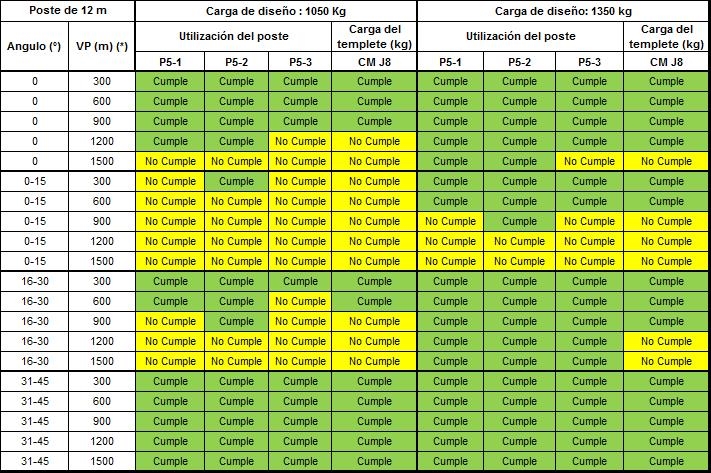 Poste de 12 m Carga de diseño : 1050 Kg Carga de diseño: 1350 kg
Angulo (°) VP (m) (*) Utilización del poste Carga del templete (kg) Utilización del poste Carga del templete (kg)
P5-1 P5-2 P5-3 CM J8 P5-1 P5-2 P5-3 CM J8
0 300 Cumple Cumple Cumple Cumple Cumple Cumple Cumple Cumple
0 600 Cumple Cumple Cumple Cumple Cumple Cumple Cumple Cumple
0 900 Cumple Cumple Cumple Cumple Cumple Cumple Cumple Cumple
0 1200 Cumple Cumple No Cumple No Cumple Cumple Cumple Cumple Cumple
0 1500 No Cumple No Cumple No Cumple No Cumple Cumple Cumple No Cumple No Cumple
0-15 300 No Cumple Cumple No Cumple No Cumple Cumple Cumple Cumple Cumple
0-15 600 No Cumple No Cumple No Cumple No Cumple Cumple Cumple Cumple Cumple
0-15 900 No Cumple No Cumple No Cumple No Cumple No Cumple Cumple No Cumple No Cumple
0-15 1200 No Cumple No Cumple No Cumple No Cumple No Cumple No Cumple No Cumple No Cumple
0-15 1500 No Cumple No Cumple No Cumple No Cumple No Cumple No Cumple No Cumple No Cumple
16-30 300 Cumple Cumple Cumple Cumple Cumple Cumple Cumple Cumple
16-30 600 Cumple Cumple No Cumple Cumple Cumple Cumple Cumple Cumple
16-30 900 No Cumple Cumple No Cumple No Cumple Cumple Cumple Cumple Cumple
16-30 1200 No Cumple No Cumple No Cumple No Cumple Cumple Cumple Cumple No Cumple
16-30 1500 No Cumple No Cumple No Cumple No Cumple Cumple Cumple Cumple No Cumple
31-45 300 Cumple Cumple Cumple Cumple Cumple Cumple Cumple Cumple
31-45 600 Cumple Cumple Cumple Cumple Cumple Cumple Cumple Cumple
31-45 900 Cumple Cumple Cumple Cumple Cumple Cumple Cumple Cumple
31-45 1200 Cumple Cumple Cumple Cumple Cumple Cumple Cumple Cumple
31-45 1500 Cumple Cumple Cumple Cumple Cumple Cumple Cumple Cumple